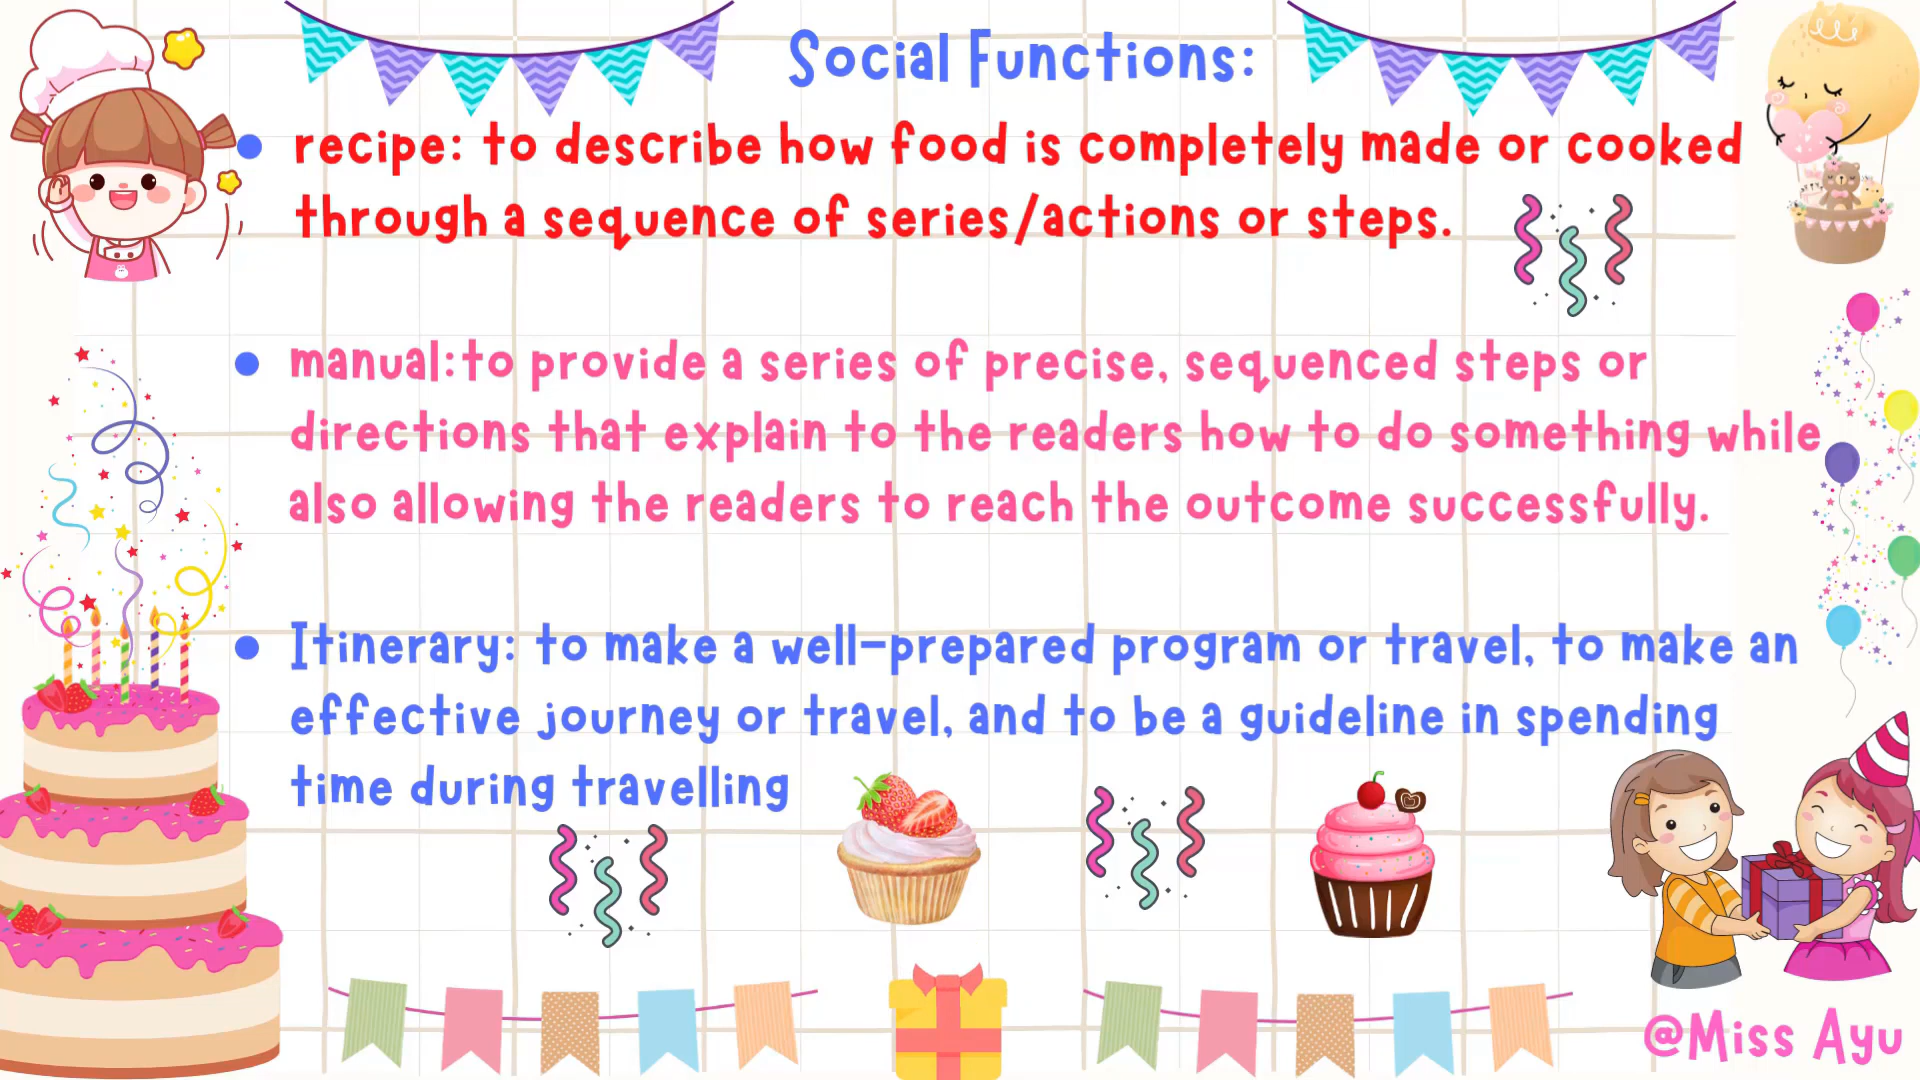 Social Functions:
recipe: to describe how food is completely made or cooked
through a sequence of series/actions or steps.
manual:to provide a series of precise, sequenced steps or
directions that explain to the readers how to do something while
also allowing the readers to reach the outcome successfully.
Itinerary: to make a well-prepared program or travel, to make an
effective journey or travel, and to be a guideline in spending
time during travelling
@Miss Ayu